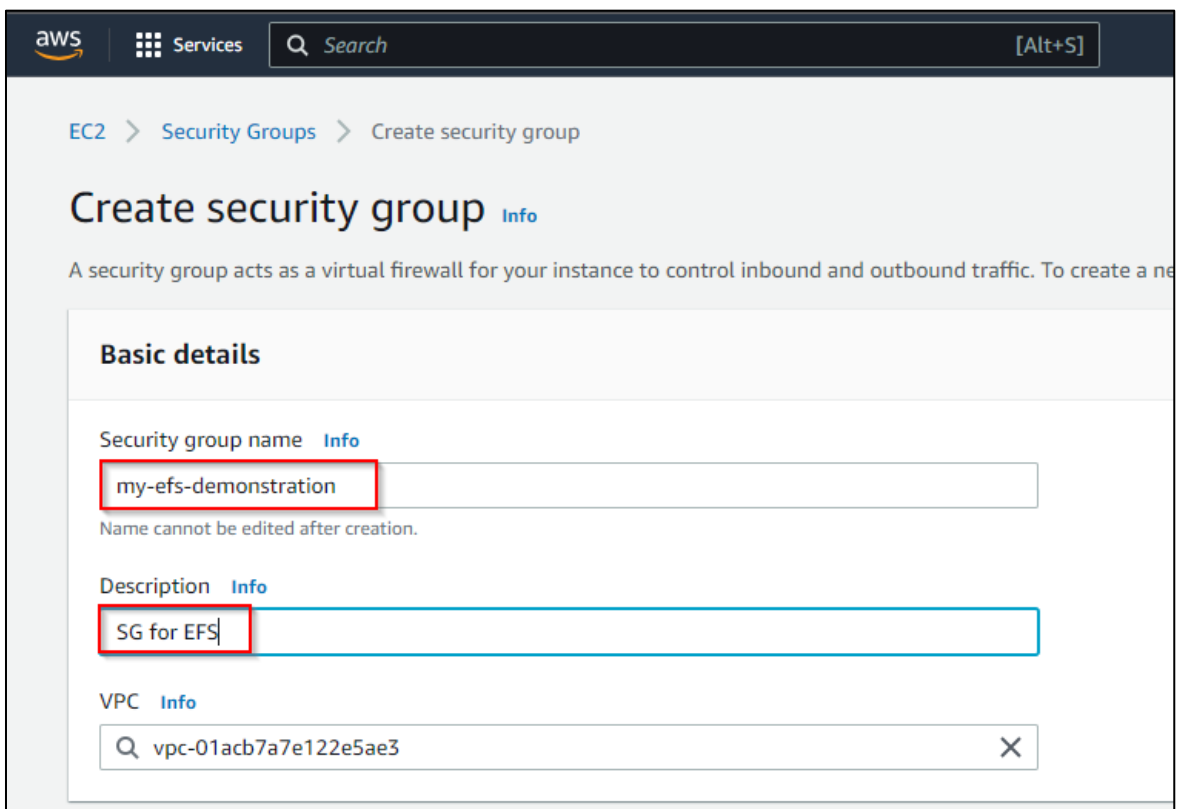 aws Services Search [Alt+S]
EC2 > Security Groups > Create security group
Create security group Info
A security group acts as a virtual firewall for your instance to control inbound and outbound traffic. To create a ne
Basic details
Security group name Info
my-efs-demonstration
Name cannot be edited after creation.
Description Info
SG for EFS
VPC Info
vpc-01acb7a7e122e5ae3